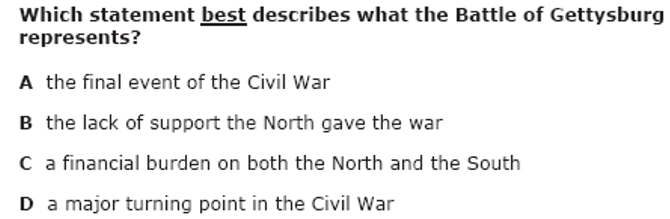 Which statement best describes what the Battle of Gettysburg
represents?
A the final event of the Civil War
B the lack of support the North gave the war
C a financial burden on both the North and the South
D a major turning point in the Civil War